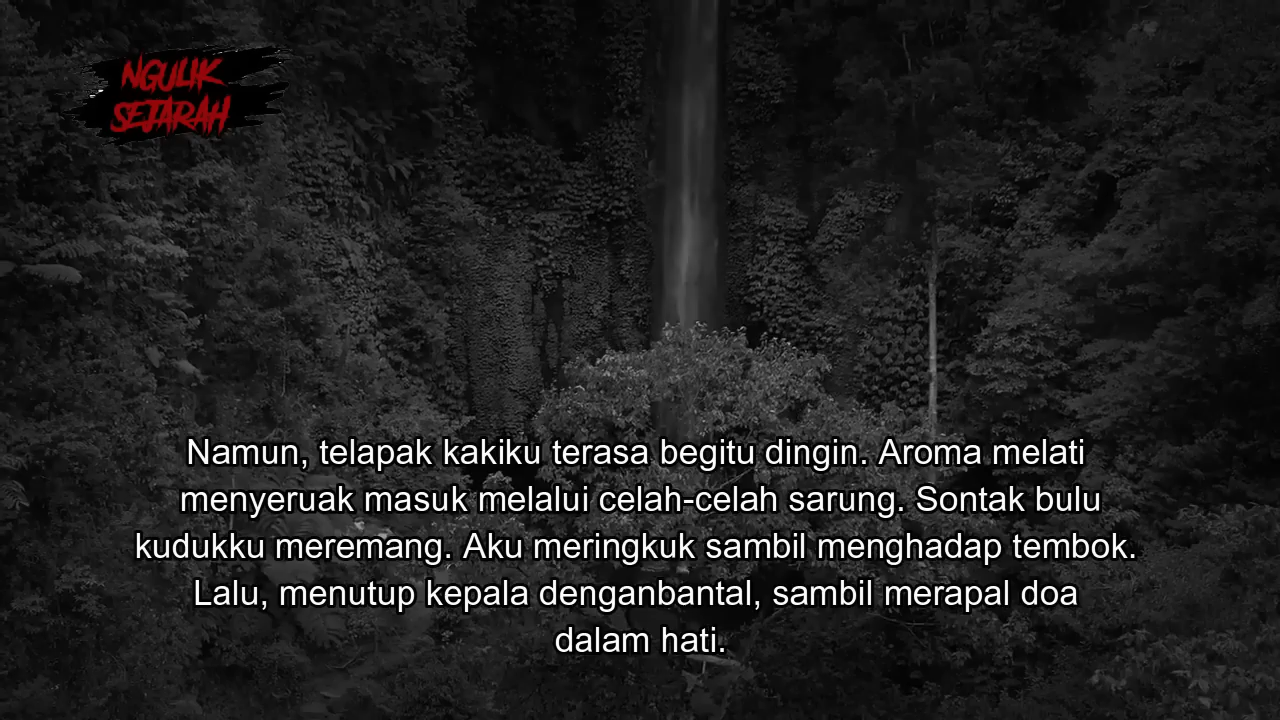 NGULIK
SEJARAH
Namun, telapak kakiku terasa begitu dingin. Aroma melati
menyeruak masuk melalui celah-celah sarung. Sontak bulu
kudukku meremang. Aku meringkuk sambil menghadap tembok.
Lalu, menutup kepala denganbantal, sambil merapal doa
dalam hati.